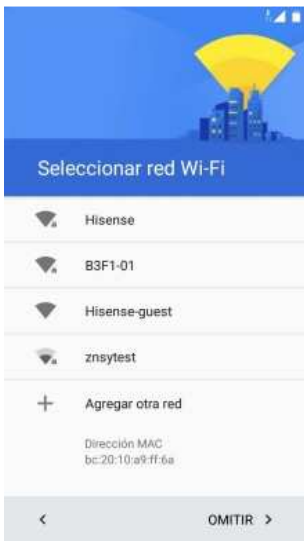 Seleccionar red Wi-Fi
Hisense
B3F1-01
Hisense-guest
znsytest
Agregar otra red
Dirección MAC
bc:20:10:a9:ff:6a
OMITIR